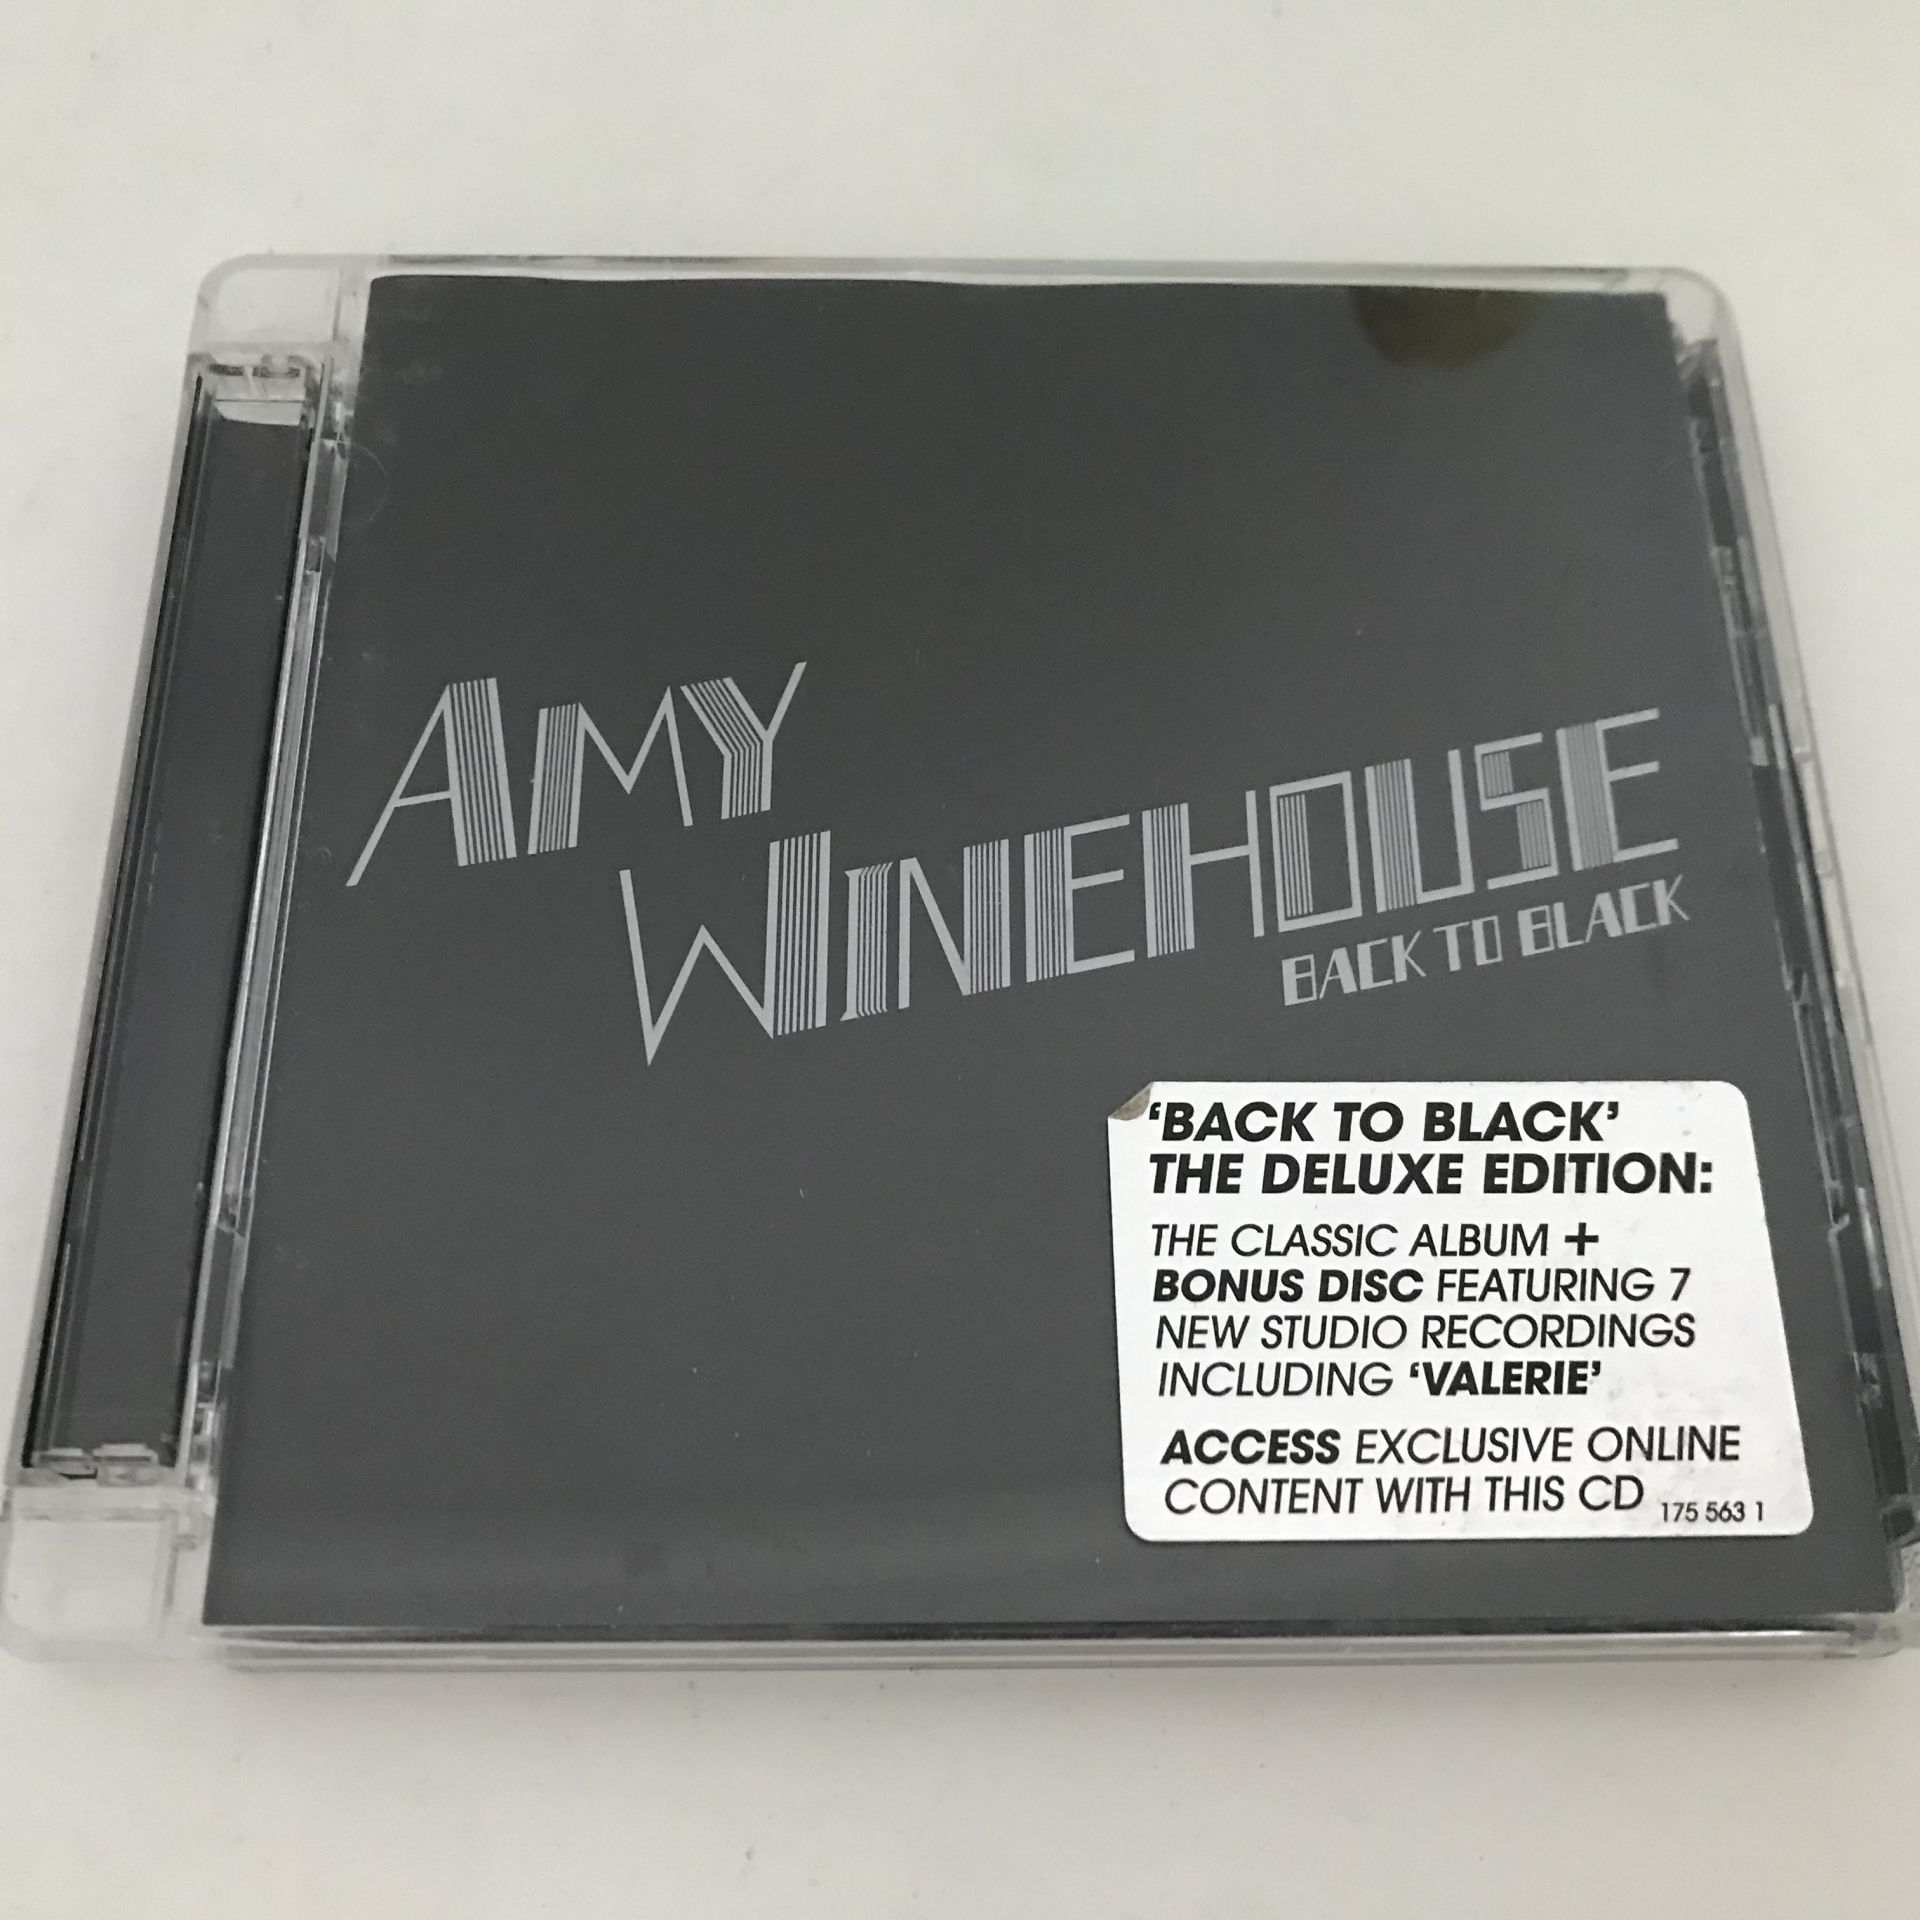 AMY
WINEHOUSE
BACK TO BLACK
‘BACK TO BLACK’
THE DELUXE EDITION:
THE CLASSIC ALBUM +
BONUS DISC FEATURING 7
NEW STUDIO RECORDINGS
INCLUDING ‘VALERIE’
ACCESS EXCLUSIVE ONLINE
CONTENT WITH THIS CD
175 563 1